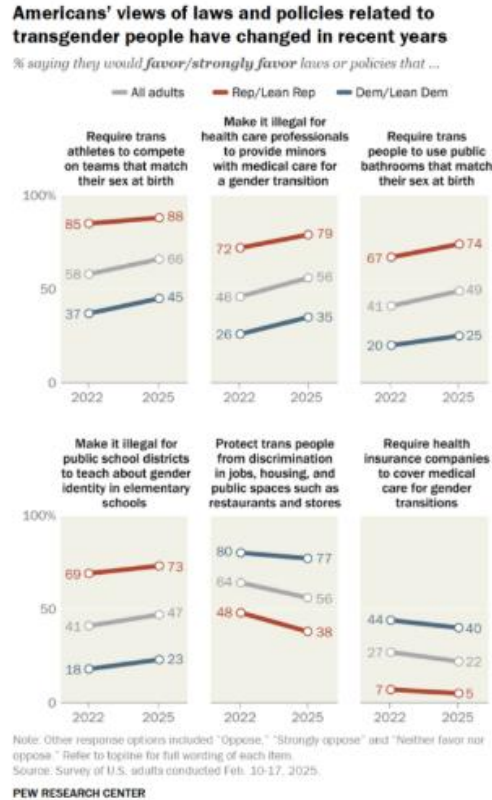 Americans' views of laws and policies related to
transgender people have changed in recent years
% saying they would favor/strongly favor laws or policies that ...
All adults Rep/Lean Rep Dem/Lean Dem
Require trans
athletes to compete
on teams that match
their sex at birth
100%
85
88
58
66
50
37
45
0
2022 2025
Make it illegal for
health care professionals
to provide minors
with medical care for
a gender transition
72
79
46
56
26
35
2022 2025
Require trans
people to use public
bathrooms that match
their sex at birth
67
74
41
49
20
25
2022 2025
Make it illegal for
public school districts
to teach about gender
identity in elementary
schools
100%
69
73
50
41
47
18
23
0
2022 2025
Protect trans people
from discrimination
in jobs, housing, and
public spaces such as
restaurants and stores
80
77
64
56
48
38
2022 2025
Require health
insurance companies
to cover medical
care for gender
transitions
44
40
27
22
7
5
2022 2025
Note: Other response options included "Oppose," "Strongly oppose" and "Neither favor nor
oppose." Refer to topline for full wording of each item.
Source: Survey of U.S. adults conducted Feb. 10-17, 2025.
PEW RESEARCH CENTER